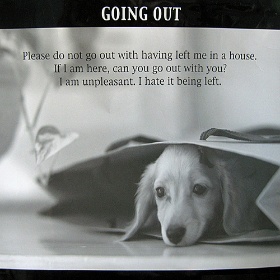 GOING OUT
Please do not go out with having left me in a house.
If I am here, can you go out with you?
I am unpleasant. I hate it being left.